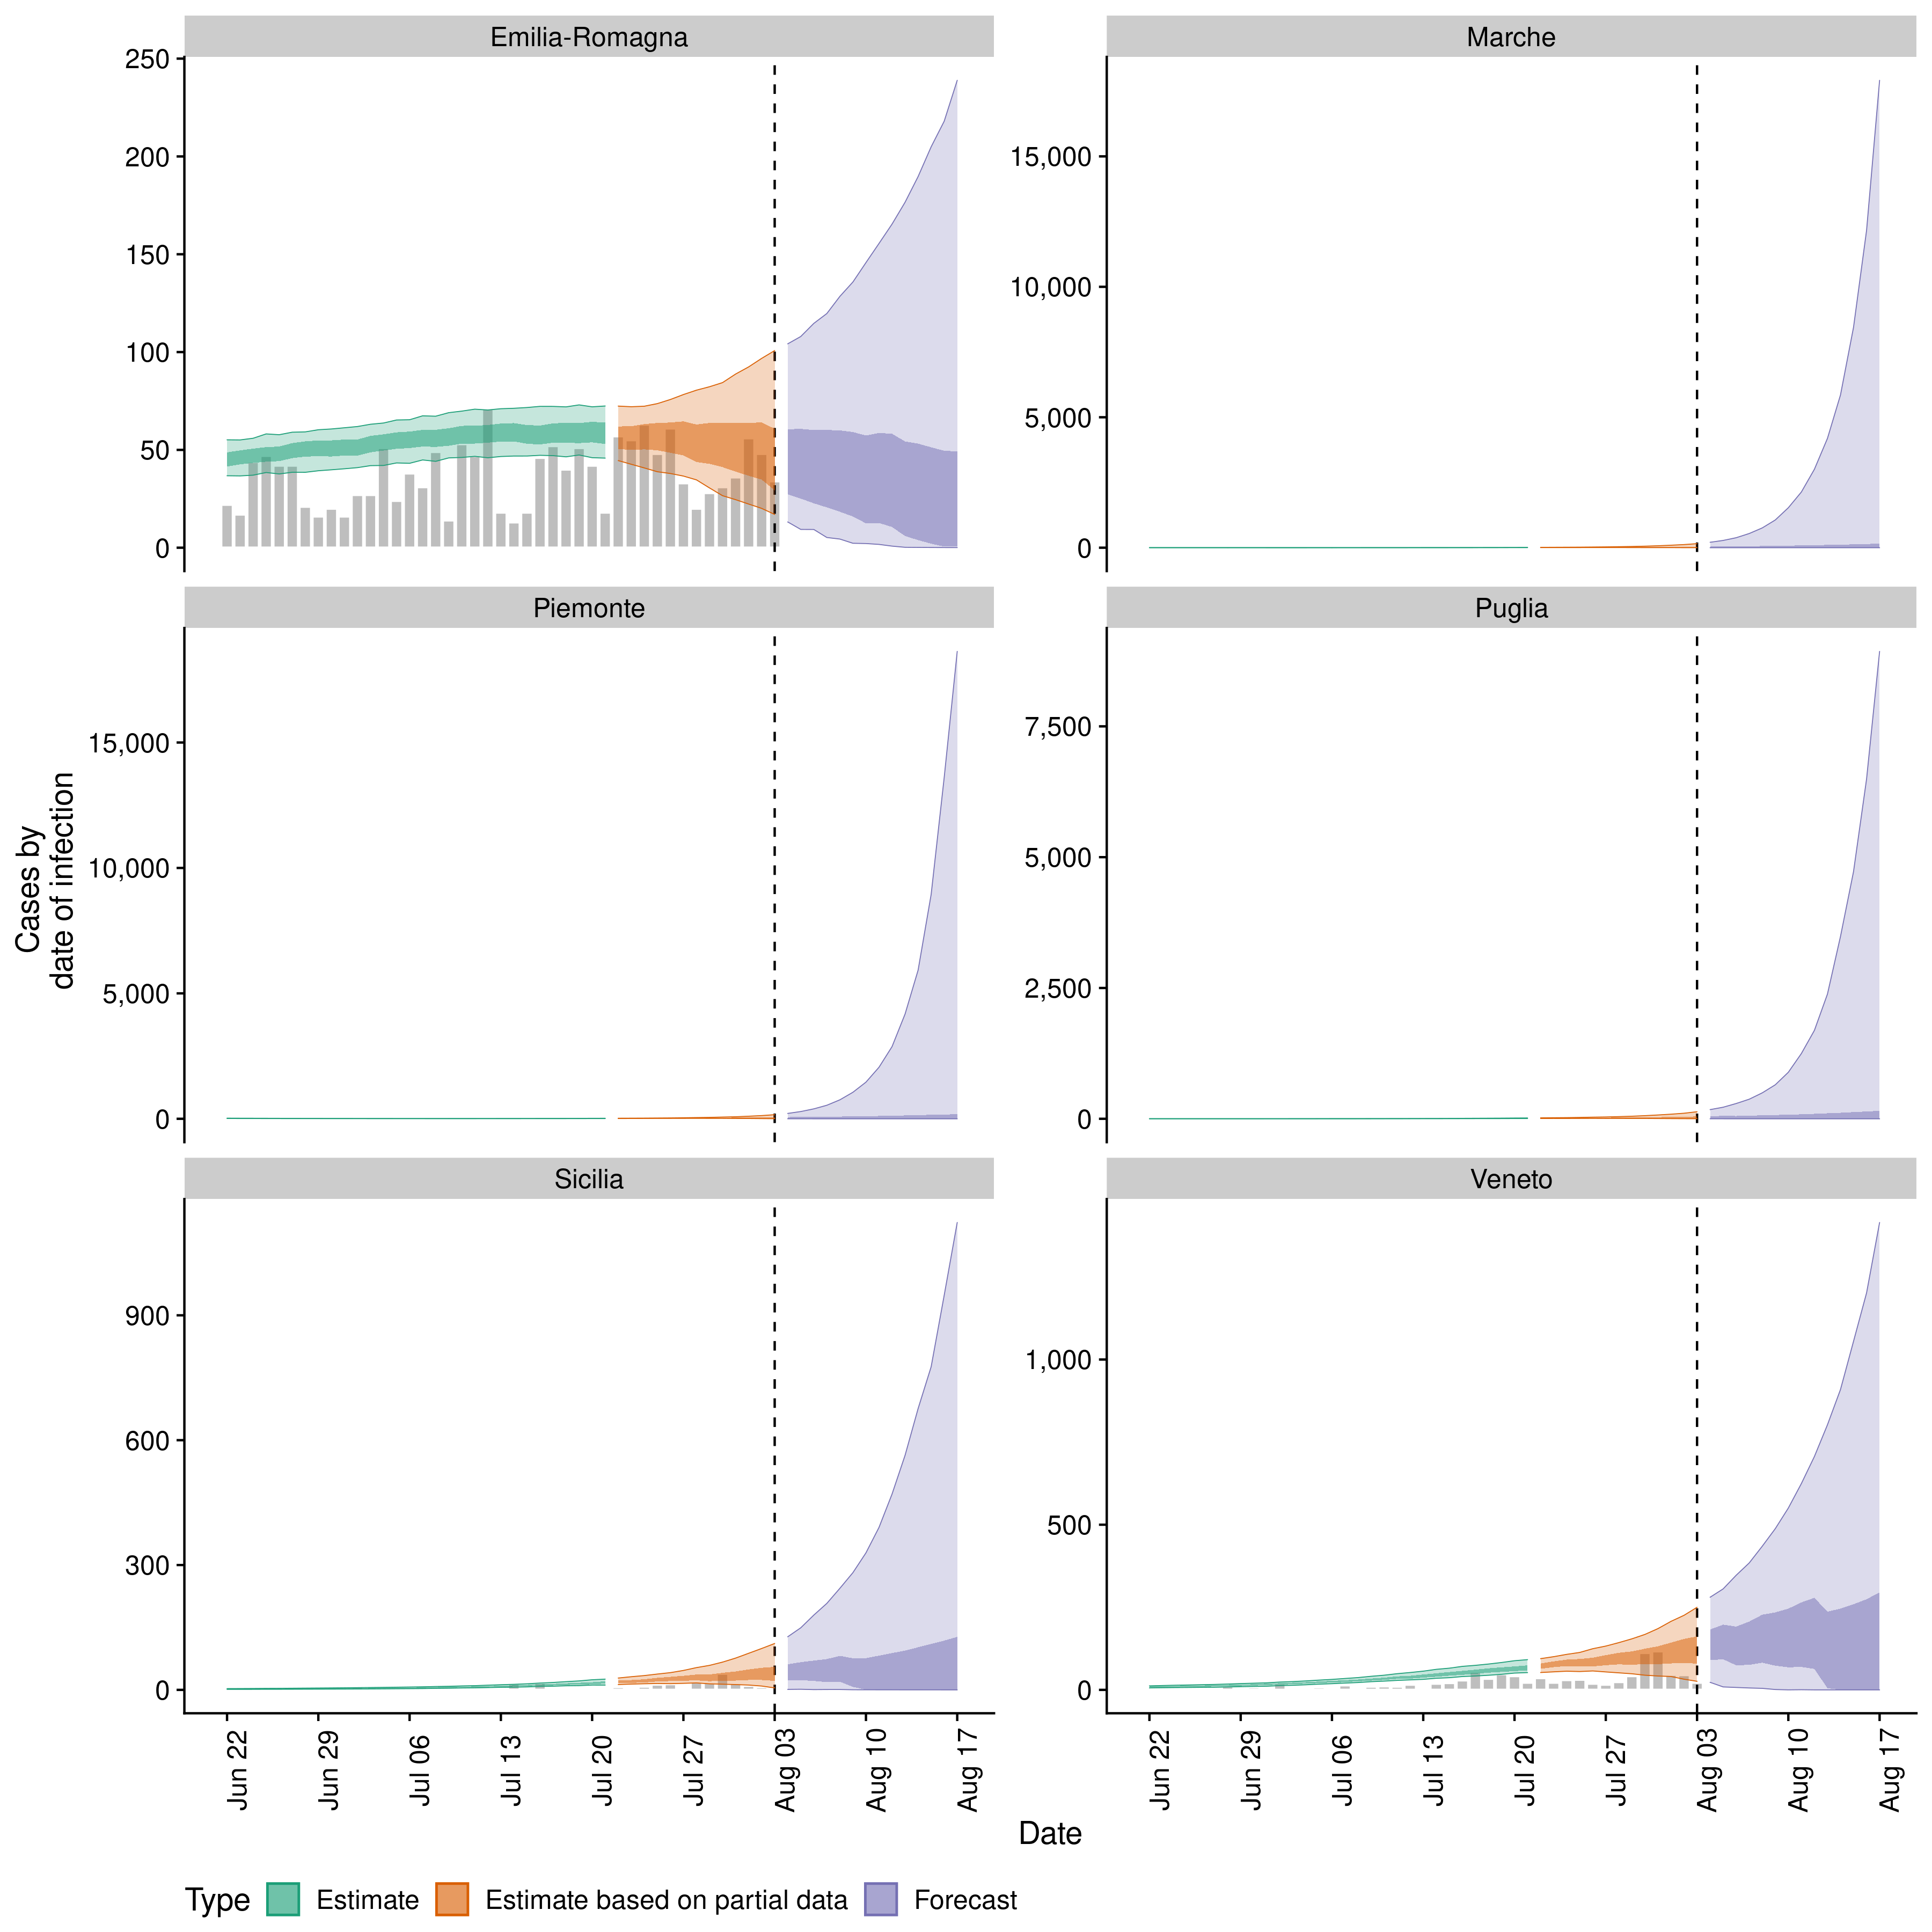 Emilia-Romagna
Marche
250
200
150
100
50
0
15,000
10,000
5,000
0
Piemonte
Puglia
15,000
10,000
5,000
0
7,500
5,000
2,500
0
Cases by
date of infection
Sicilia
Veneto
900
600
300
0
1,000
500
0
Jun 22
Jun 29
Jul 06
Jul 13
Jul 20
Jul 27
Aug 03
Aug 10
Aug 17
Jun 22
Jun 29
Jul 06
Jul 13
Jul 20
Jul 27
Aug 03
Aug 10
Aug 17
Date
Type Estimate Estimate based on partial data Forecast